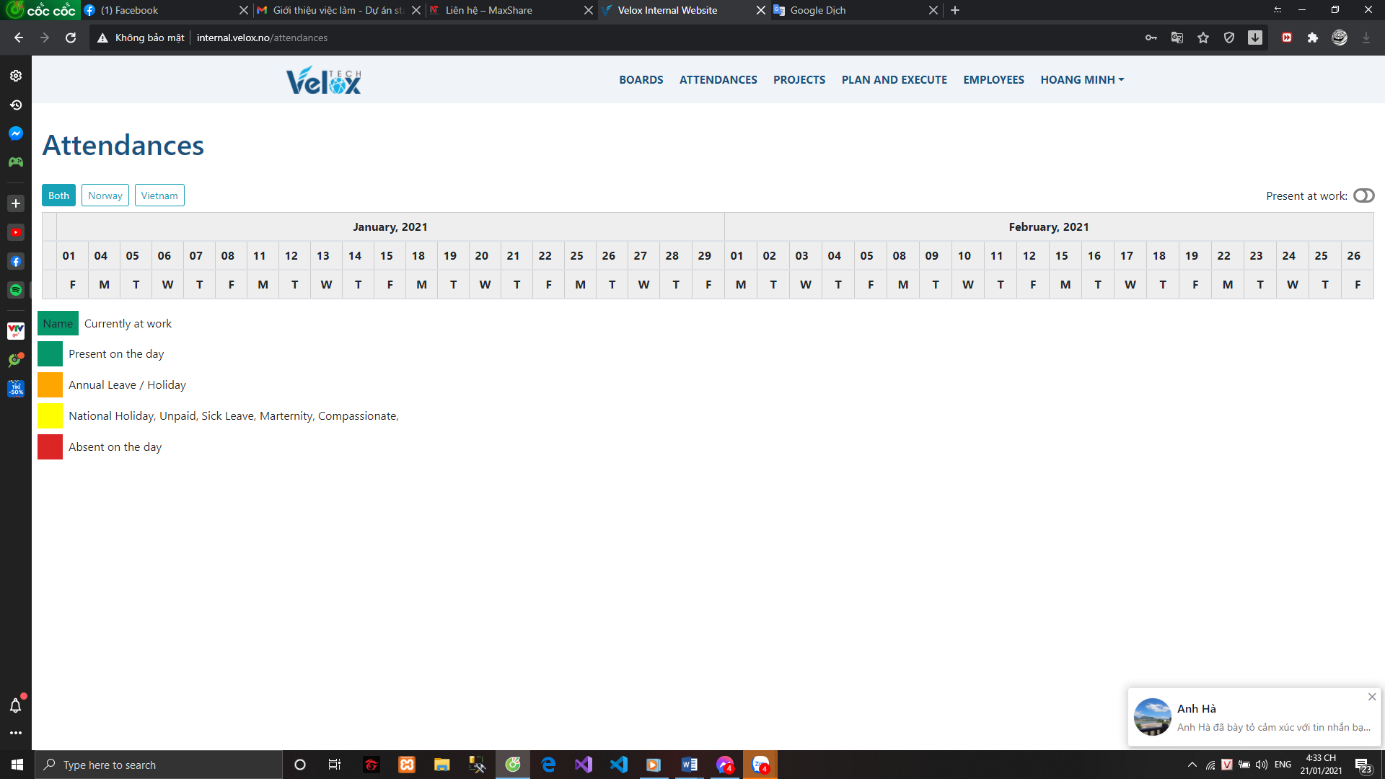 cốc cốc
(1) Facebook
Giới thiệu việc làm - Dự án st
Liên hệ – MaxShare
Velox Internal Website
Google Dịch
Không bảo mật
internal.velox.no/attendances
Velox TECH
BOARDS ATTENDANCES PROJECTS PLAN AND EXECUTE EMPLOYEES HOANG MINH
Attendances
Both Norway Vietnam
Present at work:
January, 2021 February, 2021
01 04 05 06 07 08 11 12 13 14 15 18 19 20 21 22 25 26 27 28 29 01 02 03 04 05 08 09 10 11 12 15 16 17 18 19 22 23 24 25 26
F M T W T F M T W T F M T W T F M T W T F M T W T F M T W T F M T W T F M T W T F
Name Currently at work
Present on the day
Annual Leave / Holiday
National Holiday, Unpaid, Sick Leave, Marternity, Compassionate,
Absent on the day
Anh Hà
Anh Hà đã bày tỏ cảm xúc với tin nhắn bạ...
Type here to search
4
4
ENG
4:33 CH
21/01/2021
23